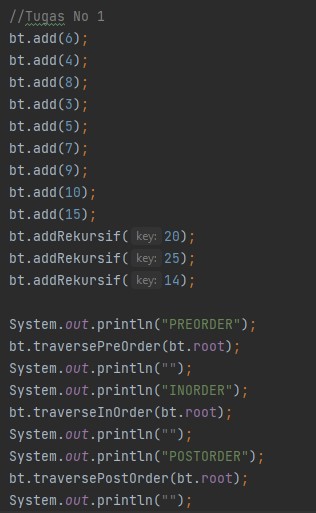 //Tugas No 1
bt.add(6);
bt.add(4);
bt.add(8);
bt.add(3);
bt.add(5);
bt.add(7);
bt.add(9);
bt.add(10);
bt.add(15);
bt.addRekursif( key: 20);
bt.addRekursif( key: 25);
bt.addRekursif( key: 14);
System.out.println("PREORDER");
bt.traversePreOrder(bt.root);
System.out.println("");
System.out.println("INORDER");
bt.traverseInOrder(bt.root);
System.out.println("");
System.out.println("POSTORDER");
bt.traversePostOrder(bt.root);
System.out.println("");